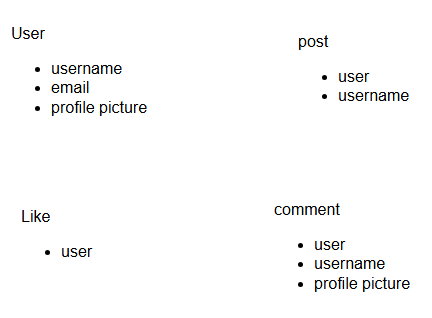 User
username
email
profile picture
post
user
username
Like
user
comment
user
username
profile picture